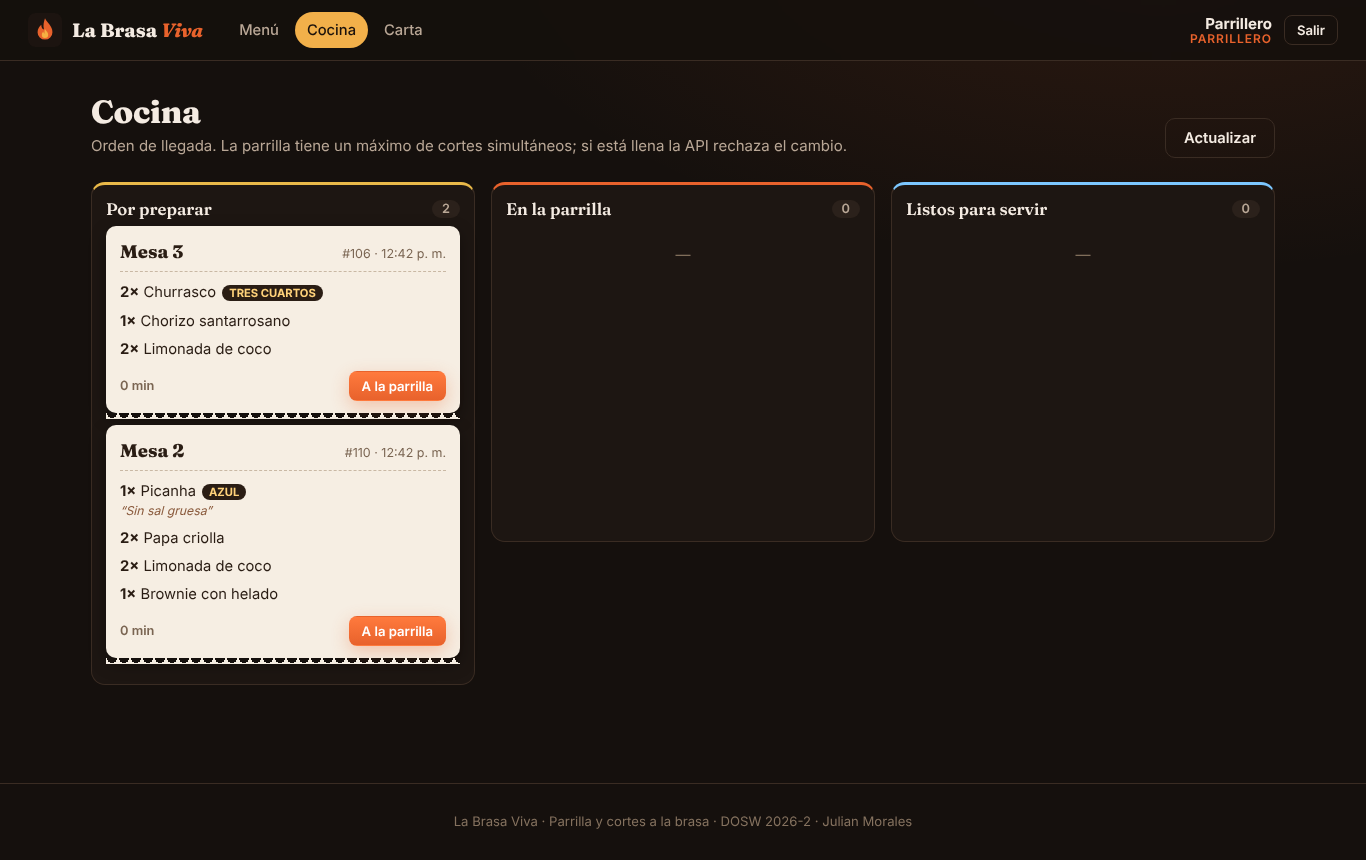 La Brasa Viva
Menú
Cocina
Carta
Parrillero
PARRILLERO
Salir
Cocina
Orden de llegada. La parrilla tiene un máximo de cortes simultáneos; si está llena la API rechaza el cambio.
Actualizar
Por preparar
2
Mesa 3
#106 · 12:42 p. m.
2× Churrasco TRES CUARTOS
1× Chorizo santarrosano
2× Limonada de coco
0 min
A la parrilla
Mesa 2
#110 · 12:42 p. m.
1× Picanha AZUL
“Sin sal gruesa”
2× Papa criolla
2× Limonada de coco
1× Brownie con helado
0 min
A la parrilla
En la parrilla
0
—
Listos para servir
0
—
La Brasa Viva · Parrilla y cortes a la brasa · DOSW 2026-2 · Julian Morales